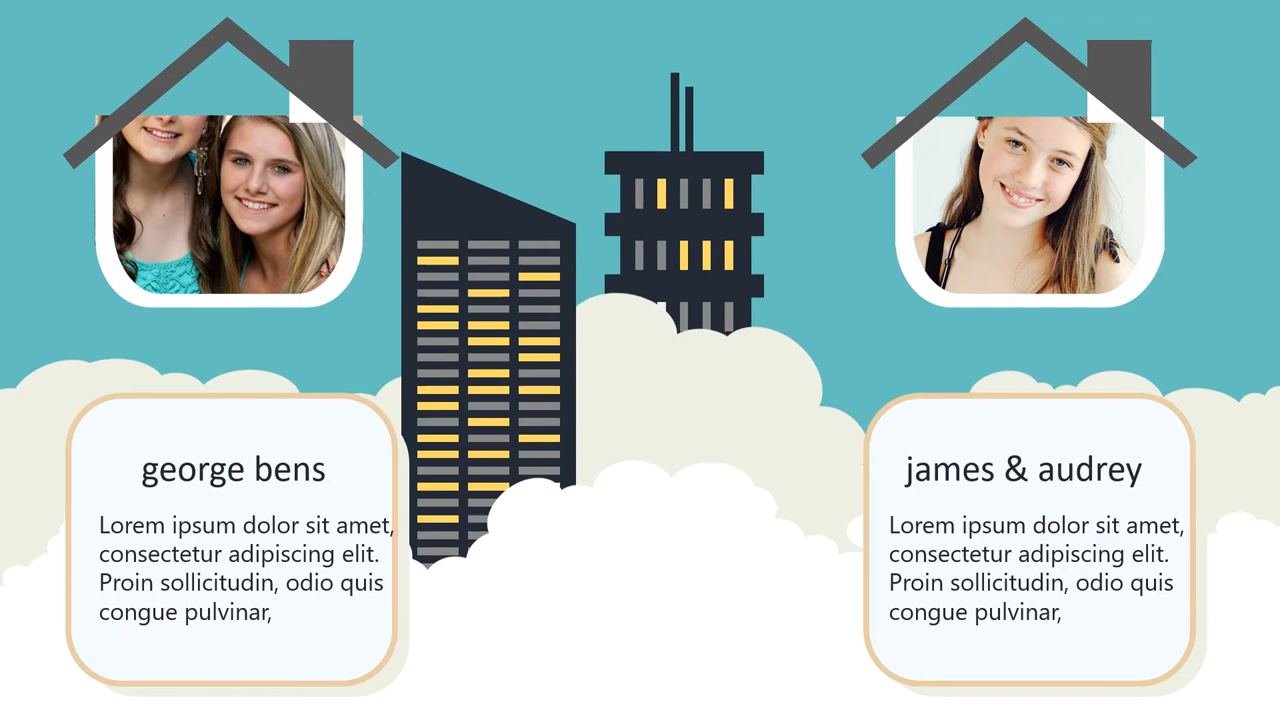 george bens
Lorem ipsum dolor sit amet,
consectetur adipiscing elit.
Proin sollicitudin, odio quis
congue pulvinar,
james & audrey
Lorem ipsum dolor sit amet,
consectetur adipiscing elit.
Proin sollicitudin, odio quis
congue pulvinar,